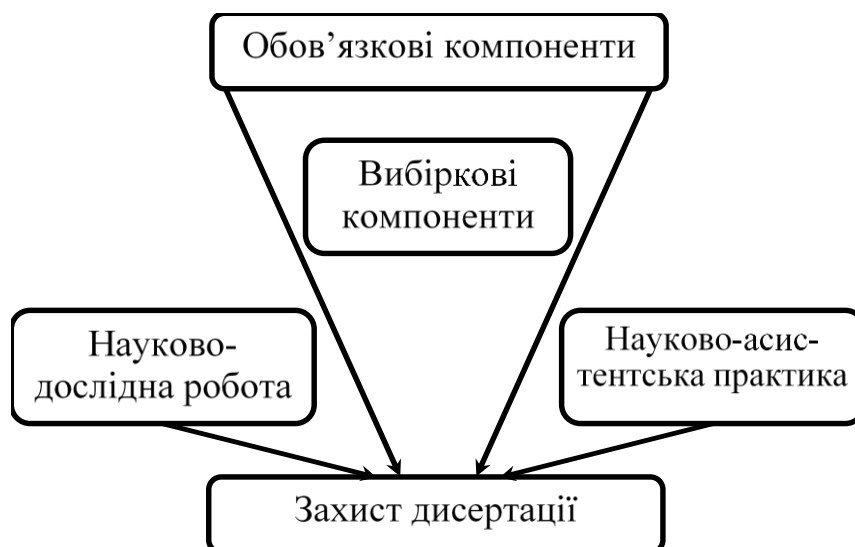 Обов’язкові компоненти
Вибіркові
компоненти
Науково-
дослідна робота
Науково-асис-
тентська практика
Захист дисертації